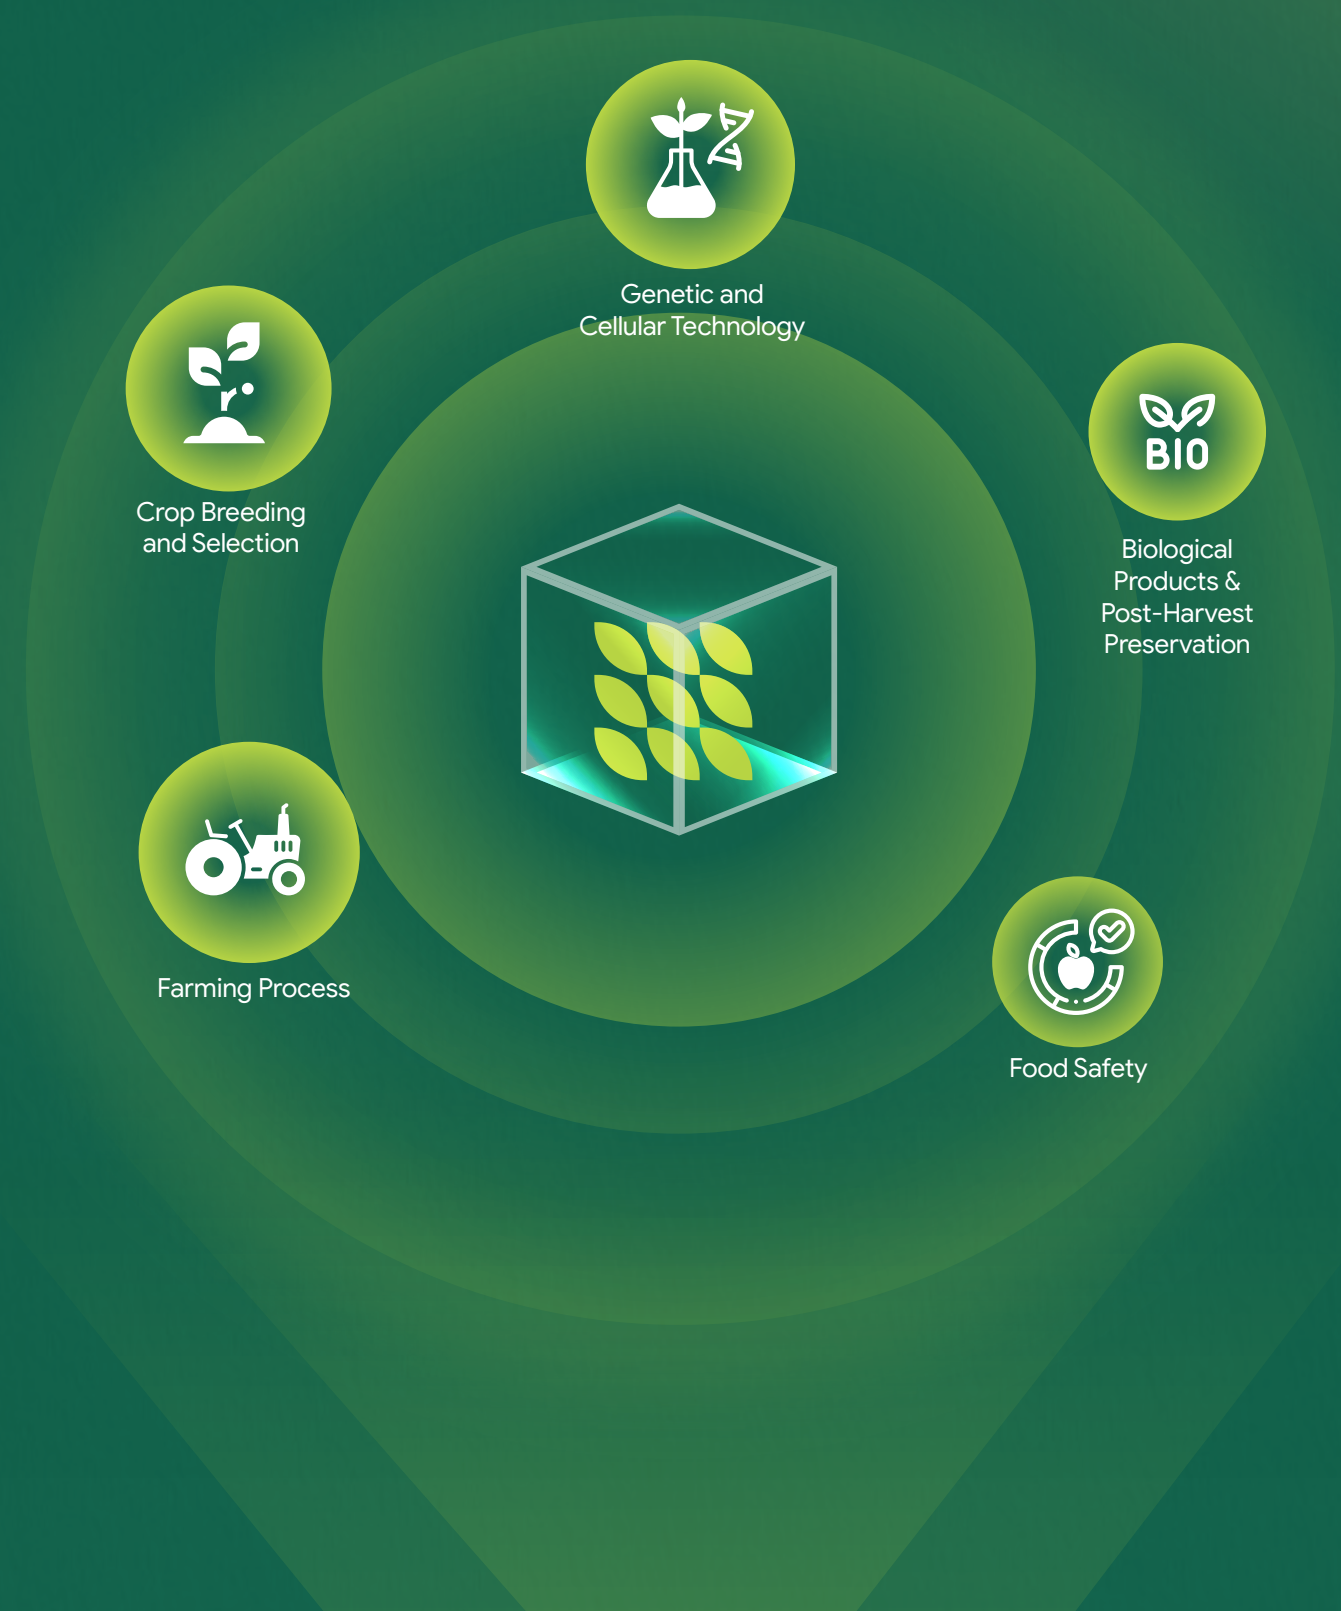 Genetic and
Cellular Technology
Crop Breeding
and Selection
BIO
Biological
Products &
Post-Harvest
Preservation
Farming Process
Food Safety